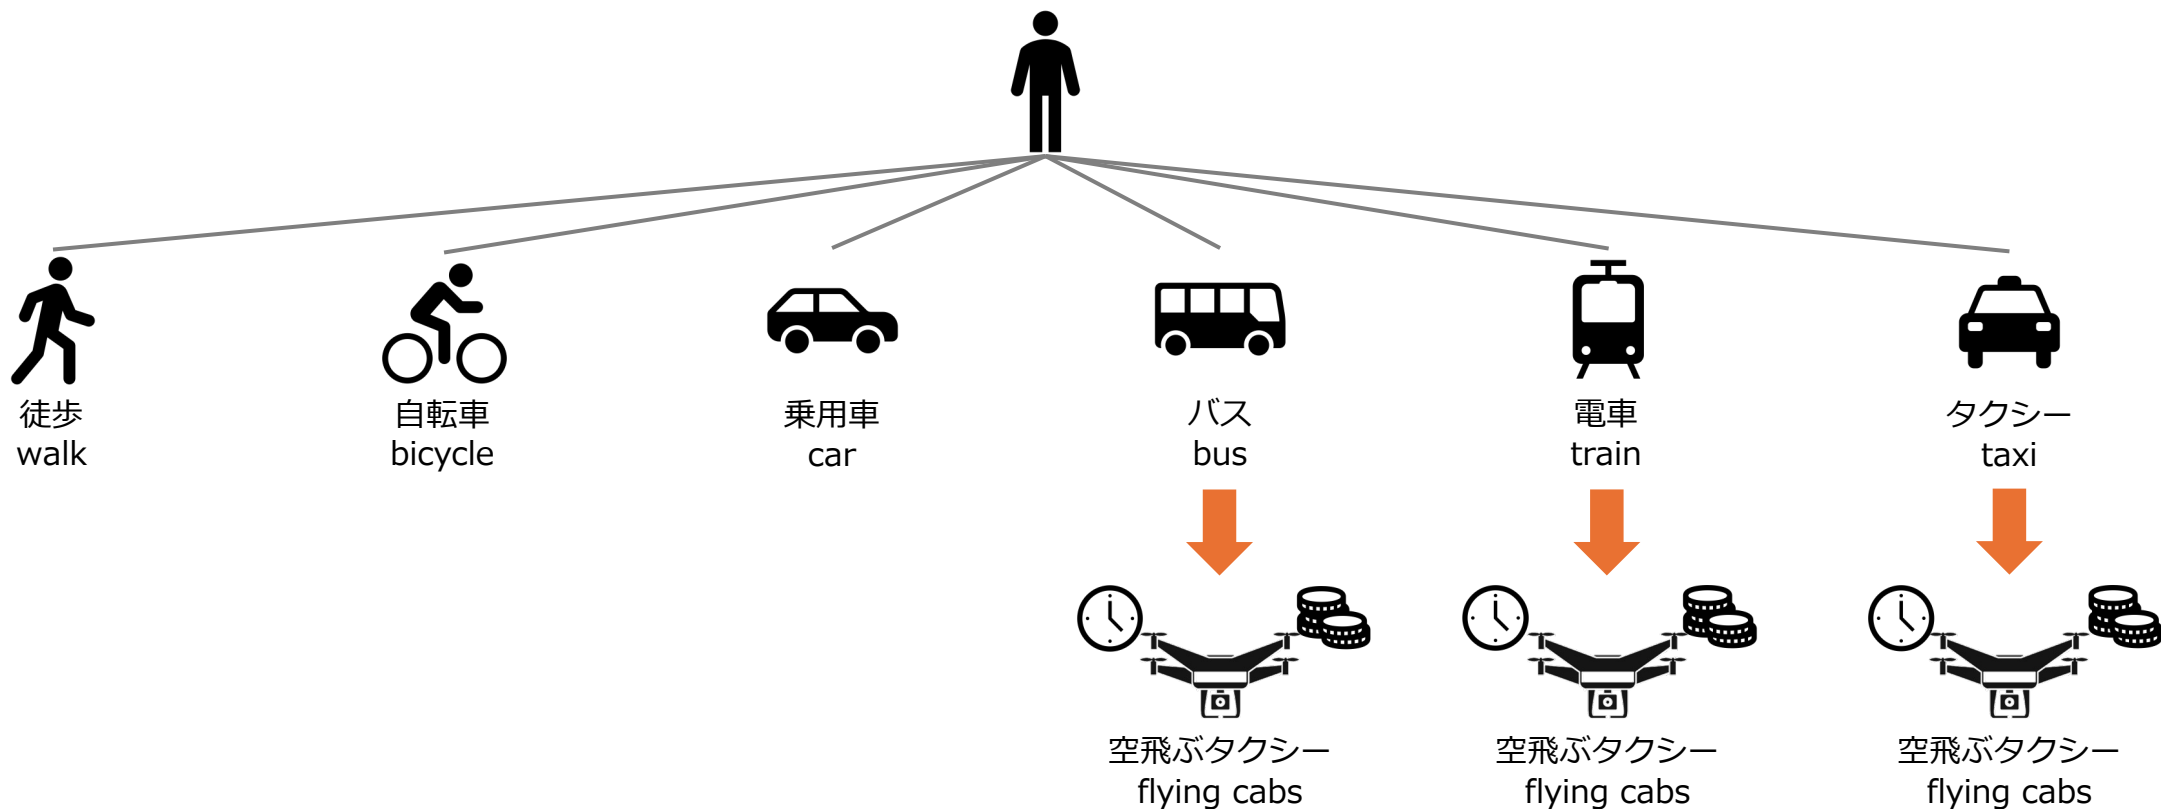 徒歩
walk
自転車
bicycle
乗用車
car
バス
bus
電車
train
タクシー
taxi
空飛ぶタクシー
flying cabs
空飛ぶタクシー
flying cabs
空飛ぶタクシー
flying cabs